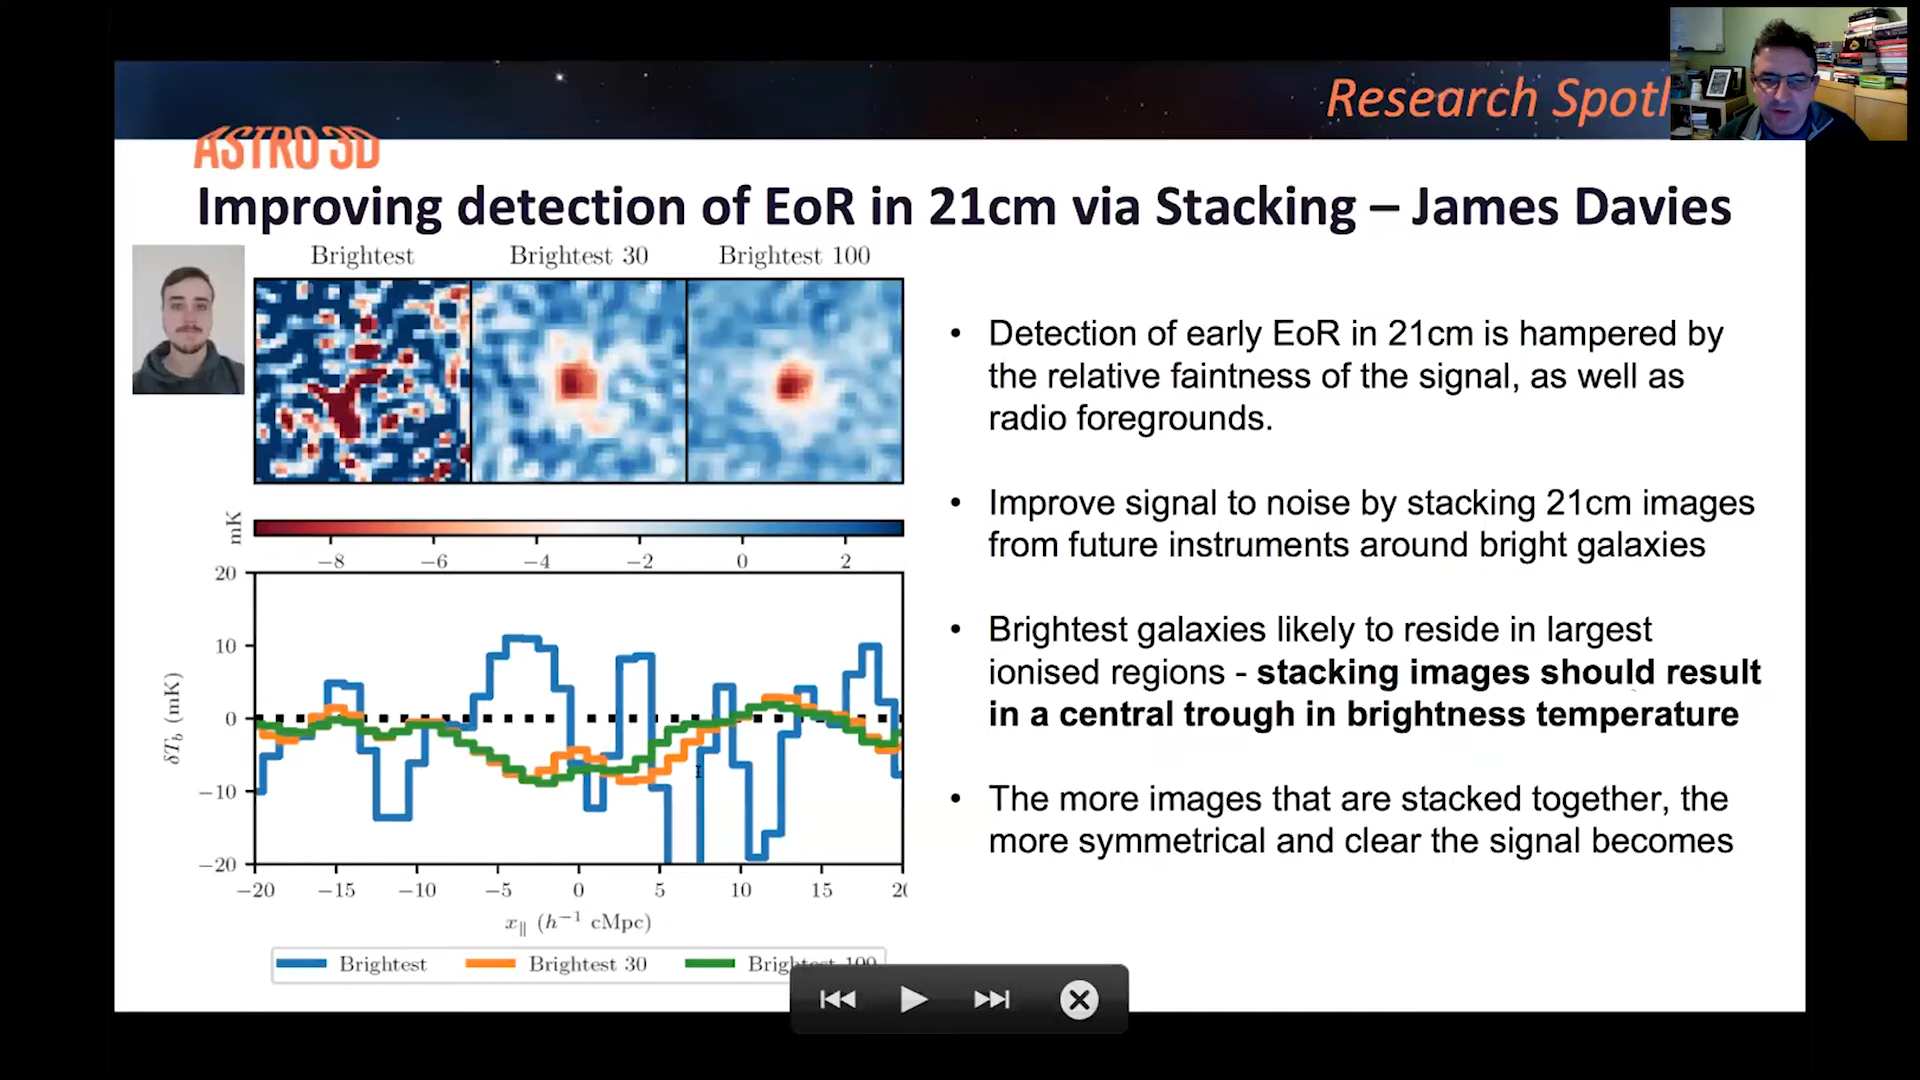 Research Spotl
ASTRO 3D
Improving detection of EoR in 21cm via Stacking – James Davies
Brightest
Brightest 30
Brightest 100
• Detection of early EoR in 21cm is hampered by
the relative faintness of the signal, as well as
radio foregrounds.
• Improve signal to noise by stacking 21cm images
from future instruments around bright galaxies
• Brightest galaxies likely to reside in largest
ionised regions - stacking images should result
in a central trough in brightness temperature
• The more images that are stacked together, the
more symmetrical and clear the signal becomes
mK
−8 −6 −4 −2 0 2
20
10
0
−10
−20
δT_b (mK)
−20 −15 −10 −5 0 5 10 15 20
x_∥ (h⁻¹ cMpc)
Brightest
Brightest 30
Brightest 100